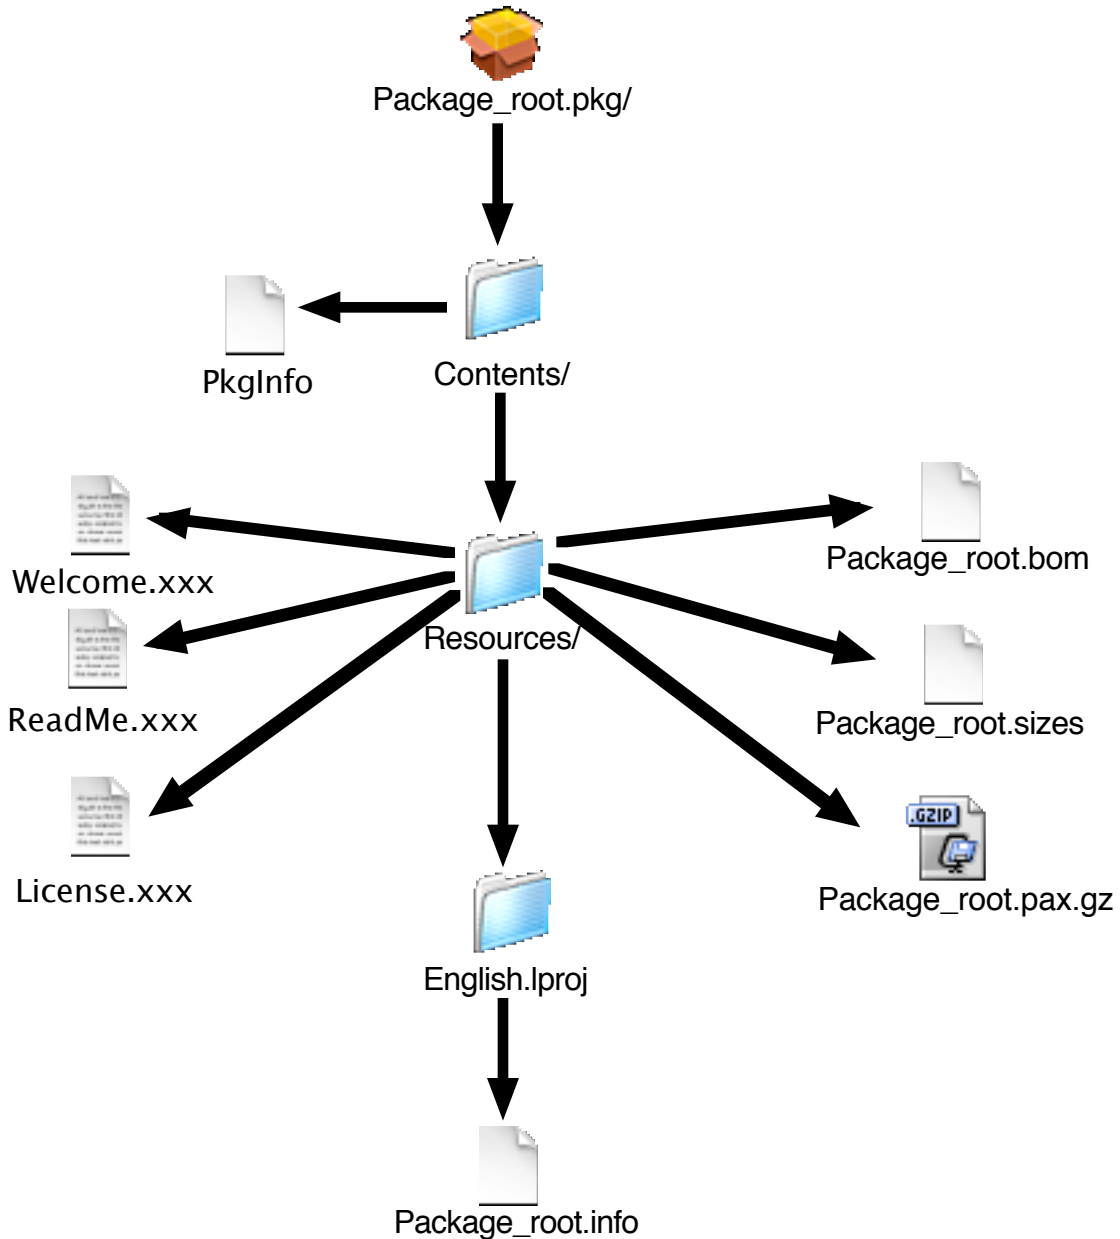 Package_root.pkg/
PkgInfo
Contents/
Welcome.xxx
Package_root.bom
ReadMe.xxx
Resources/
Package_root.sizes
License.xxx
.GZIP
Package_root.pax.gz
English.lproj
Package_root.info